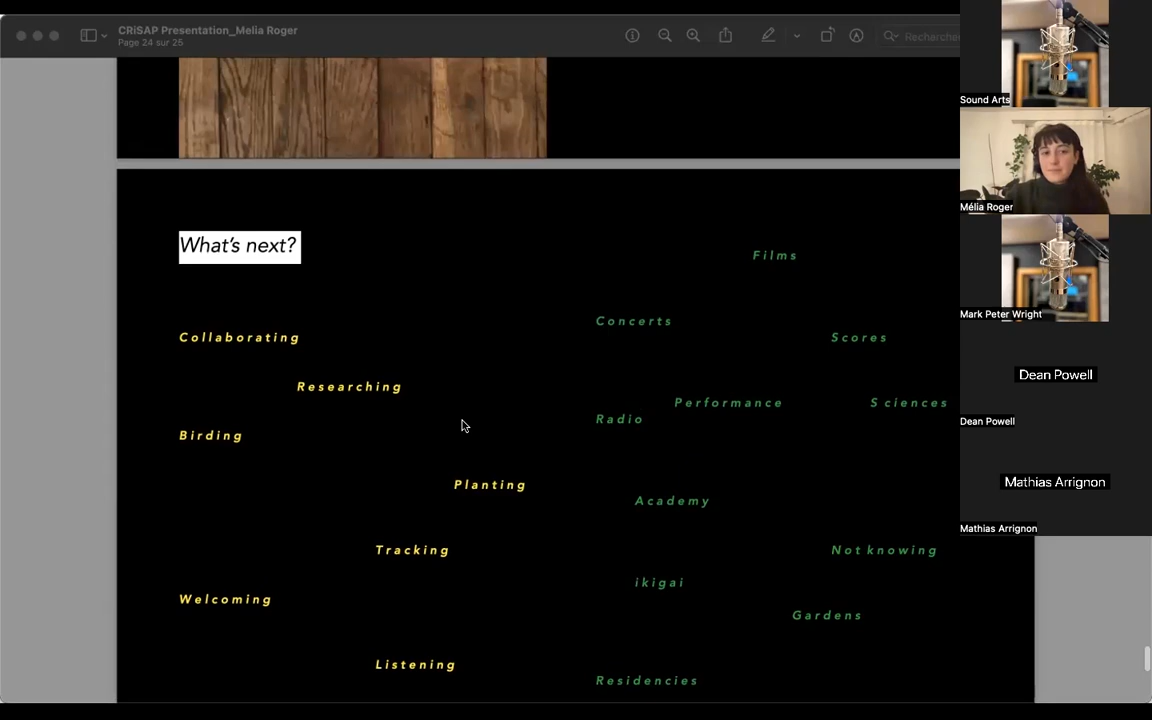 CRiSAP Presentation_Melia Roger
Page 24 sur 25
Recherche
What's next?
Films
Concerts
Collaborating
Scores
Researching
Performance
Sciences
Radio
Birding
Planting
Academy
Tracking
Not knowing
ikigai
Welcoming
Gardens
Listening
Residencies
Sound Arts
Mélia Roger
Mark Peter Wright
Dean Powell
Dean Powell
Mathias Arrignon
Mathias Arrignon